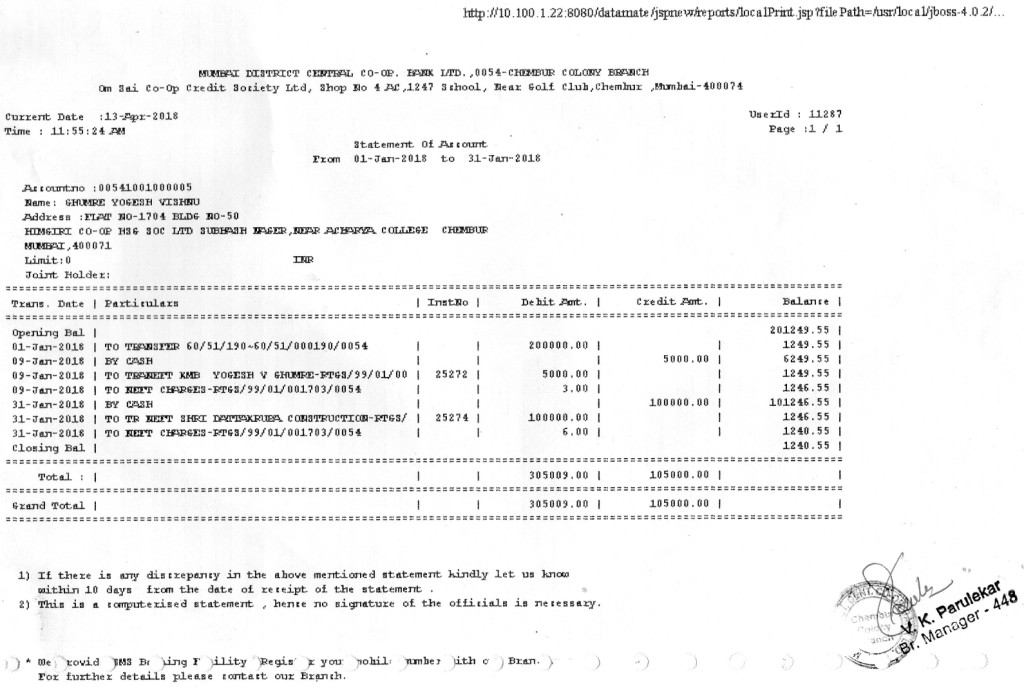 http://10.100.1.22:8080/datamate/jspnew/reports/localPrint.jsp?filePath=/usr/local/jboss-4.0.2/...
MUMBAI DISTRICT CENTRAL CO-OP. BANK LTD.,0054-CHEMBUR COLONY BRANCH
Om Sai Co-Op Credit Society Ltd, Shop No 4 AC,1247 School, Near Golf Club,Chembur ,Mumbai-400074
Current Date :13-Apr-2018 UserId : 11287
Time : 11:55:24 AM Page :1 / 1
Statement Of Account
From 01-Jan-2018 to 31-Jan-2018
Accountno :00541001000005
Name: GHUMRE YOGESH VISHNU
Address :FLAT NO-1704 BLDG NO-50
HIMGIRI CO-OP HSG SOC LTD SUBHASH NAGER,NEAR ACHARYA COLLEGE CHEMBUR
MUMBAI,400071
Limit:0 INR
Joint Holder:
Trans. Date | Particulars | InstNo | Debit Amt. | Credit Amt. | Balance |
Opening Bal | 201249.55 |
01-Jan-2018 | TO TRANSFER 60/51/190~60/51/000190/0054 | | 200000.00 | | 1249.55 |
09-Jan-2018 | BY CASH | | | 5000.00 | 6249.55 |
09-Jan-2018 | TO TRANEFT KMB YOGESH V GHUMRE-RTGS/99/01/00 | 25272 | 5000.00 | | 1249.55 |
09-Jan-2018 | TO NEFT CHARGES-RTGS/99/01/001703/0054 | | 3.00 | | 1246.55 |
31-Jan-2018 | BY CASH | | | 100000.00 | 101246.55 |
31-Jan-2018 | TO TR NEFT SHRI DATTAKRUBA CONSTRUCTION-RTGS/ | 25274 | 100000.00 | | 1246.55 |
31-Jan-2018 | TO NEFT CHARGES-RTGS/99/01/001703/0054 | | 6.00 | | 1240.55 |
Closing Bal | 1240.55 |
Total : | | | 305009.00 | 105000.00 | |
Grand Total | | | 305009.00 | 105000.00 | |
1) If there is any discrepancy in the above mentioned statement kindly let us know
within 10 days from the date of receipt of the statement .
2) This is a computerised statement , hence no signature of the officials is necessary.
V. K. Parulekar
Br. Manager - 448
* We rovid SMS B ing F ility Regis r you mobil umber ith o Bran.
For further details please contact our Branch.